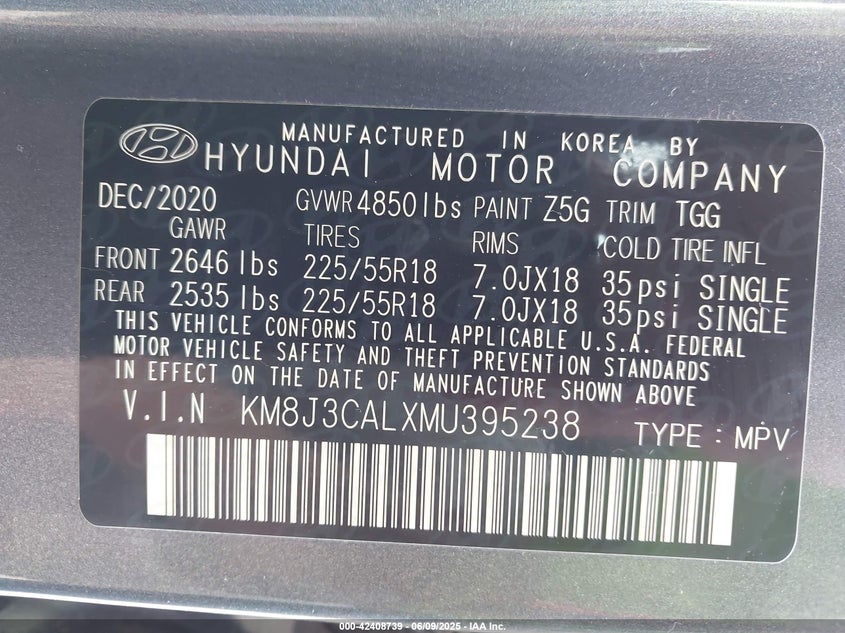 MANUFACTURED IN KOREA BY
HYUNDAI MOTOR COMPANY
DEC/2020 GVWR 4850lbs PAINT Z5G TRIM TGG
GAWR TIRES RIMS COLD TIRE INFL
FRONT 2646 lbs 225/55R18 7.0JX18 35psi SINGLE
REAR 2535 lbs 225/55R18 7.0JX18 35psi SINGLE
THIS VEHICLE CONFORMS TO ALL APPLICABLE U.S.A. FEDERAL
MOTOR VEHICLE SAFETY AND THEFT PREVENTION STANDARDS
IN EFFECT ON THE DATE OF MANUFACTURE SHOWN ABOVE
V.I.N KM8J3CALXMU395238 TYPE : MPV
000-42408739 - 06/09/2025 - IAA Inc.